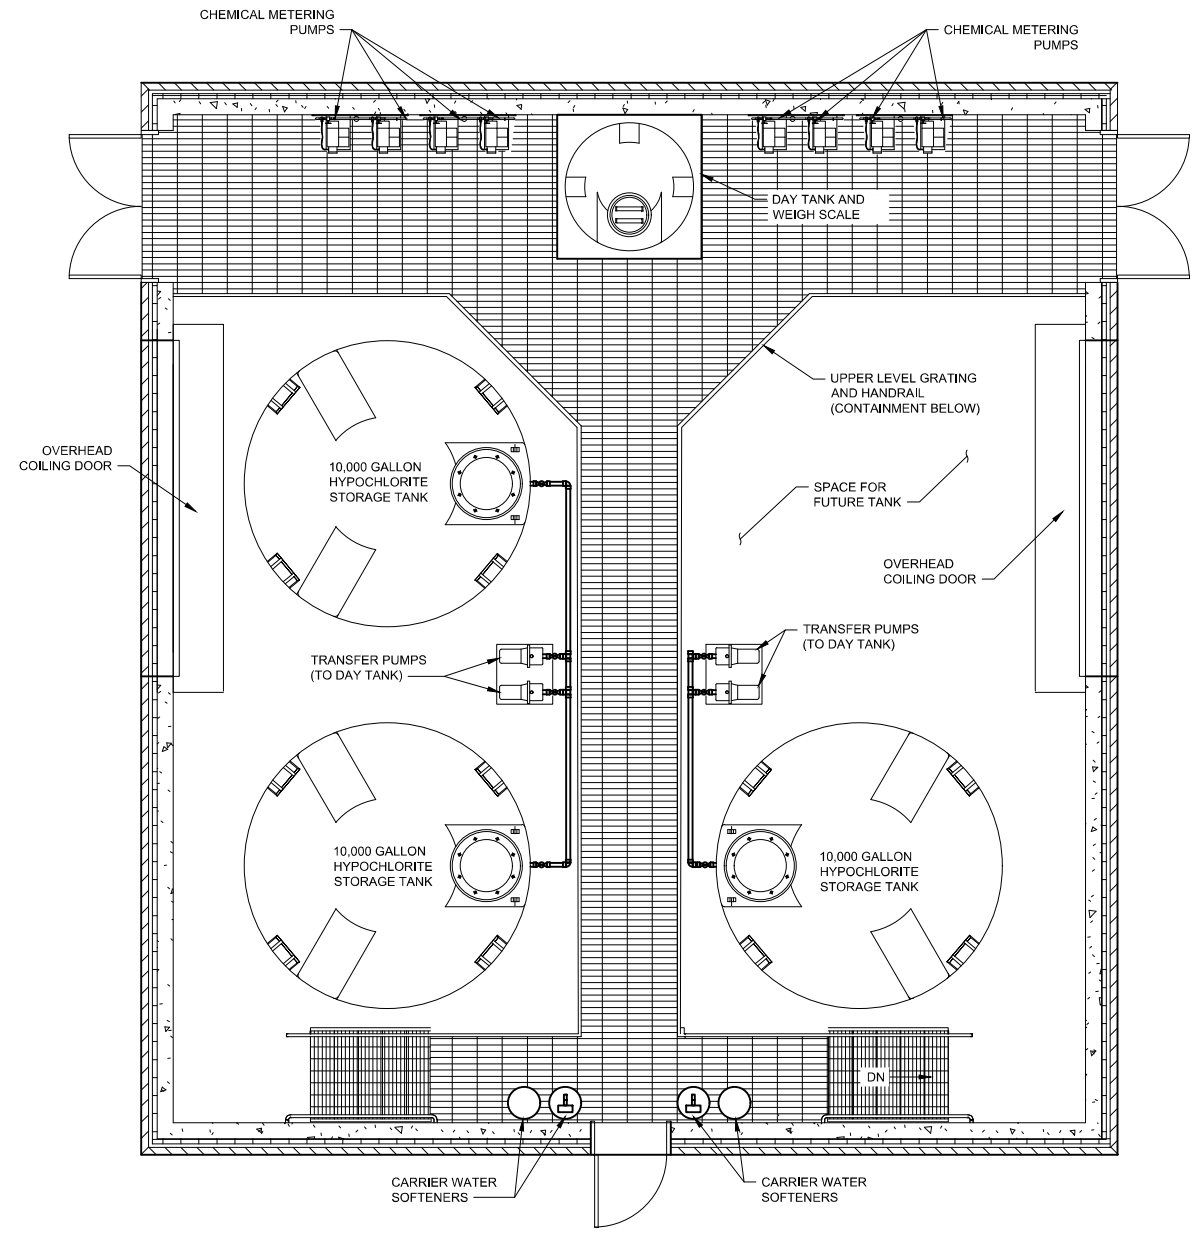 CHEMICAL METERING
PUMPS
CHEMICAL METERING
PUMPS
DAY TANK AND
WEIGH SCALE
UPPER LEVEL GRATING
AND HANDRAIL
(CONTAINMENT BELOW)
OVERHEAD
COILING DOOR
10,000 GALLON
HYPOCHLORITE
STORAGE TANK
SPACE FOR
FUTURE TANK
OVERHEAD
COILING DOOR
TRANSFER PUMPS
(TO DAY TANK)
TRANSFER PUMPS
(TO DAY TANK)
10,000 GALLON
HYPOCHLORITE
STORAGE TANK
10,000 GALLON
HYPOCHLORITE
STORAGE TANK
DN
CARRIER WATER
SOFTENERS
CARRIER WATER
SOFTENERS